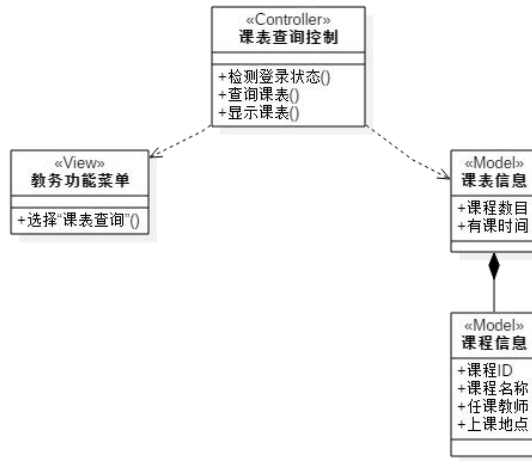 «Controller»
课表查询控制
+检测登录状态()
+查询课表()
+显示课表()
«View»
教务功能菜单
+选择“课表查询”()
«Model»
课表信息
+课程数目
+有课时间
«Model»
课程信息
+课程ID
+课程名称
+任课教师
+上课地点